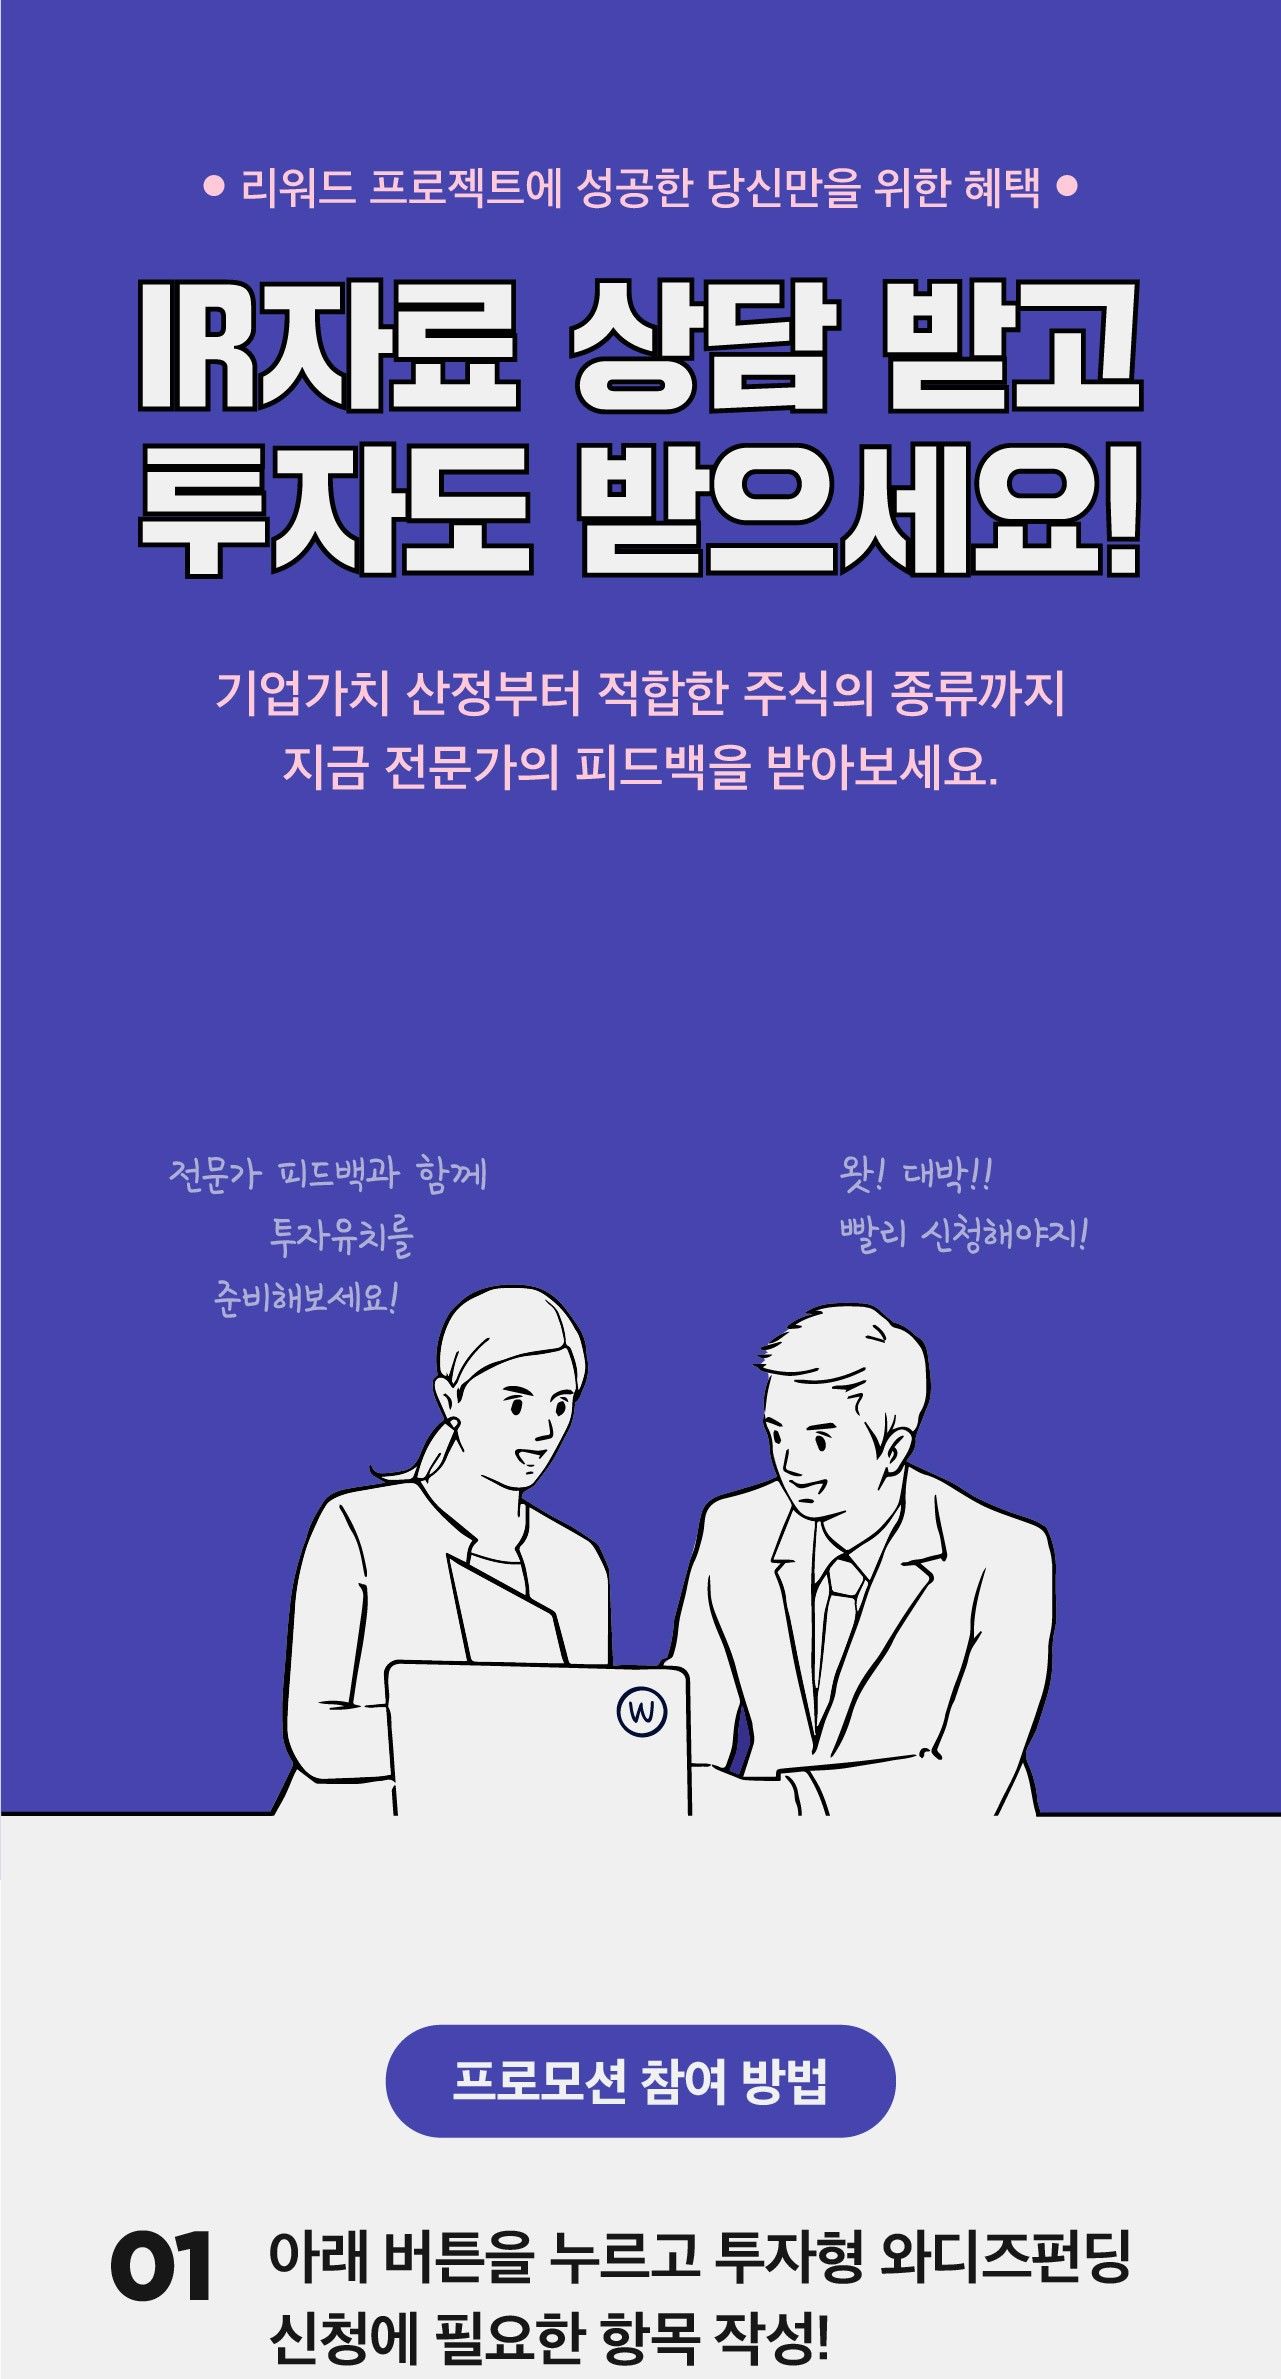 • 리워드 프로젝트에 성공한 당신만을 위한 혜택 •
IR자료 상담 받고
투자도 받으세요!
기업가치 산정부터 적합한 주식의 종류까지
지금 전문가의 피드백을 받아보세요.
전문가 피드백과 함께
투자유치를
준비해보세요!
왓! 대박!!
빨리 신청해야지!
W
프로모션 참여 방법
01 아래 버튼을 누르고 투자형 와디즈펀딩
신청에 필요한 항목 작성!